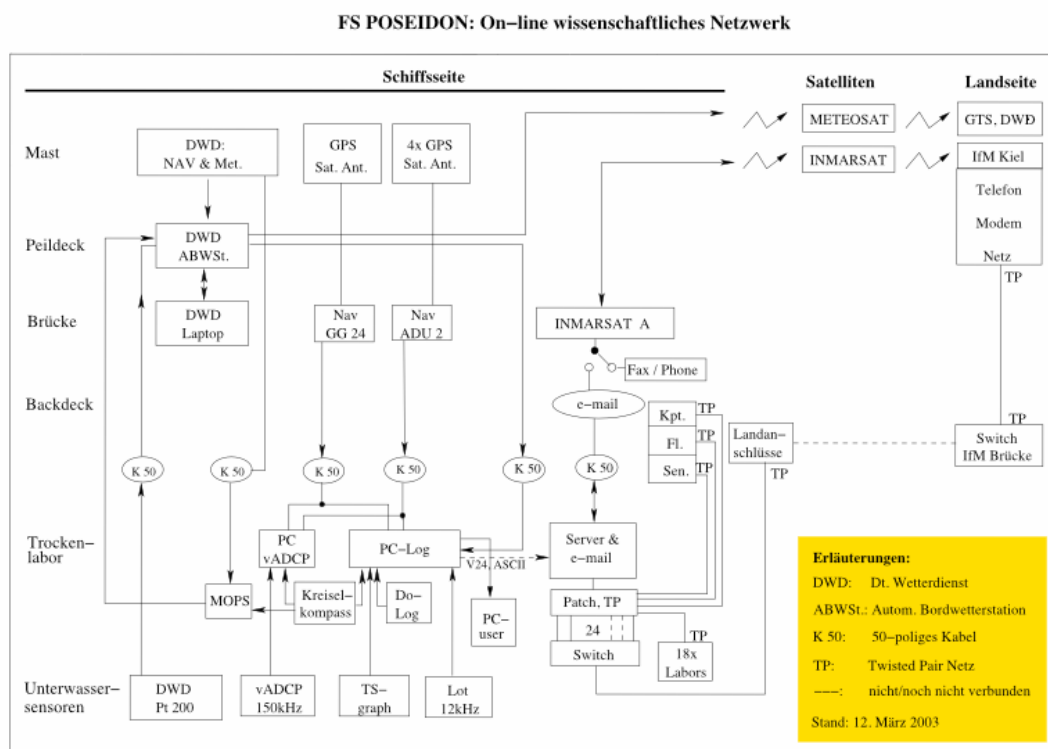 FS POSEIDON: On−line wissenschaftliches Netzwerk
Schiffsseite
Satelliten
Landseite
METEOSAT
GTS, DWD
Mast
DWD:
NAV & Met.
GPS
Sat. Ant.
4x GPS
Sat. Ant.
INMARSAT
IfM Kiel
Telefon
Modem
Netz
TP
Peildeck
DWD
ABWSt.
Brücke
DWD
Laptop
Nav
GG 24
Nav
ADU 2
INMARSAT A
Fax / Phone
Backdeck
e−mail
Kpt.
TP
Fl.
TP
Sen.
TP
Landan−
schlüsse
TP
TP
Switch
IfM Brücke
K 50
K 50
K 50
K 50
K 50
K 50
Trocken−
labor
PC
vADCP
PC−Log
V24, ASCII
Server &
e−mail
MOPS
Kreisel−
kompass
Do−
Log
PC−
user
Patch, TP
24
Switch
TP
18x
Labors
Unterwasser−
sensoren
DWD
Pt 200
vADCP
150kHz
TS−
graph
Lot
12kHz
Erläuterungen:
DWD: Dt. Wetterdienst
ABWSt.: Autom. Bordwetterstation
K 50: 50−poliges Kabel
TP: Twisted Pair Netz
−−−: nicht/noch nicht verbunden
Stand: 12. März 2003